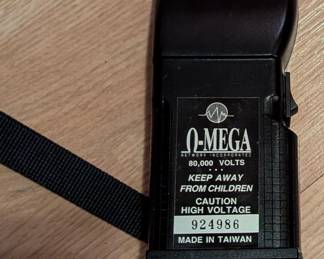 Ω-MEGA
NETWORK INCORPORATED
80,000 VOLTS
...
KEEP AWAY
FROM CHILDREN
CAUTION
HIGH VOLTAGE
924986
MADE IN TAIWAN